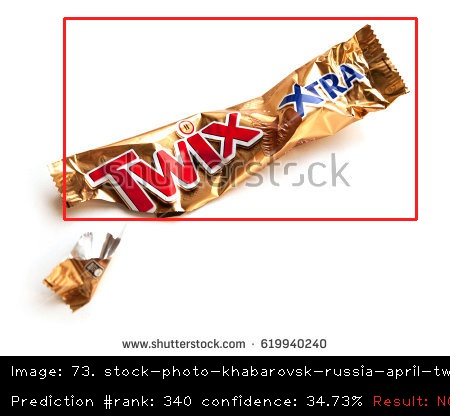 TWIX
XTRA
shutterstock
www.shutterstock.com · 619940240
Image: 73. stock-photo-khabarovsk-russia-april-tw
Prediction #rank: 340 confidence: 34.73% Result: NO